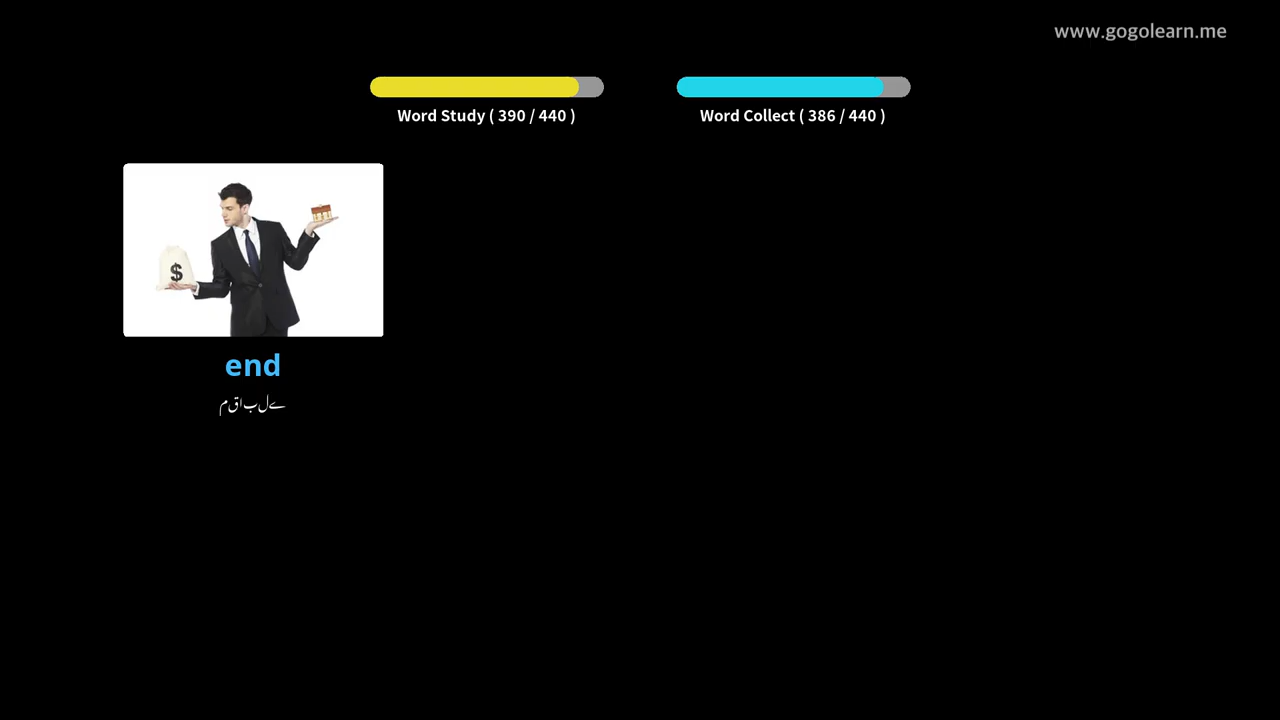 www.gogolearn.me
Word Study ( 390 / 440 )
Word Collect ( 386 / 440 )
$
end
مقابلے